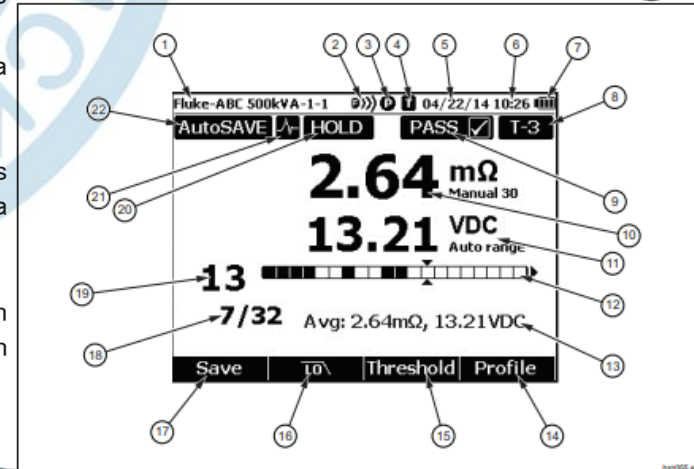 1 2 3 4 5 6 7
Fluke-ABC 500kVA-1-1 P T 04/22/14 10:26
8
22
AutoSAVE HOLD PASS T-3
21 20 9
2.64 mΩ
Manual 30
10
13.21 VDC
Auto range
11
19 13 12
18 7/32 Avg: 2.64mΩ, 13.21VDC 13
Save 10 Threshold Profile
17 16 15 14